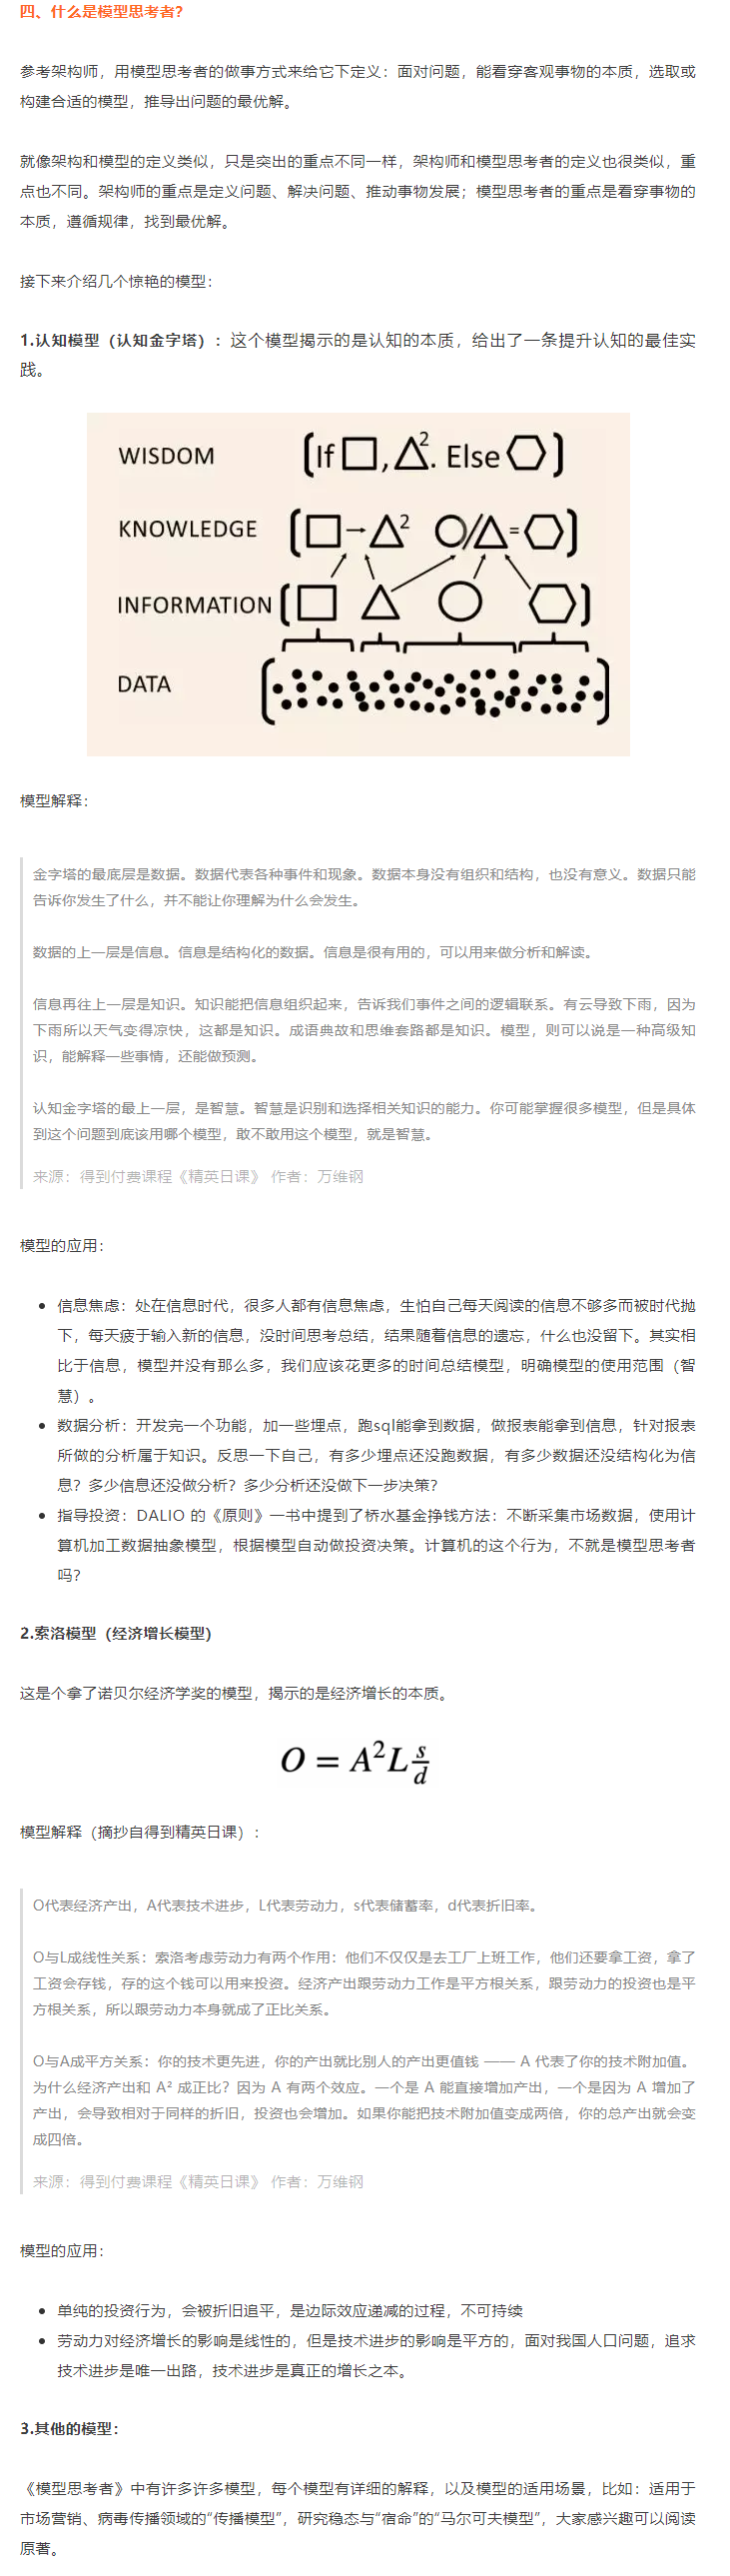 四、什么是模型思考者?
参考架构师，用模型思考者的做事方式来给它下定义：面对问题，能看穿客观事物的本质，选取或
构建合适的模型，推导出问题的最优解。
就像架构和模型的定义类似，只是突出的重点不同一样，架构师和模型思考者的定义也很类似，重
点也不同。架构师的重点是定义问题、解决问题、推动事物发展；模型思考者的重点是看穿事物的
本质，遵循规律，找到最优解。
接下来介绍几个惊艳的模型：
1.认知模型（认知金字塔）：这个模型揭示的是认知的本质，给出了一条提升认知的最佳实
践。
WISDOM [If □, △². Else ⬡]
KNOWLEDGE [□→△² ○/△=⬡]
INFORMATION [□ △ ○ ⬡]
DATA
模型解释：
金字塔的最底层是数据。数据代表各种事件和现象。数据本身没有组织和结构，也没有意义。数据只能
告诉你发生了什么，并不能让你理解为什么会发生。
数据的上一层是信息。信息是结构化的数据。信息是很有用的，可以用来做分析和解读。
信息再往上一层是知识。知识能把信息组织起来，告诉我们事件之间的逻辑联系。有云导致下雨，因为
下雨所以天气变得凉快，这都是知识。成语典故和思维套路都是知识。模型，则可以说是一种高级知
识，能解释一些事情，还能做预测。
认知金字塔的最上一层，是智慧。智慧是识别和选择相关知识的能力。你可能掌握很多模型，但是具体
到这个问题到底该用哪个模型，敢不敢用这个模型，就是智慧。
来源：得到付费课程《精英日课》 作者：万维钢
模型的应用：
• 信息焦虑：处在信息时代，很多人都有信息焦虑，生怕自己每天阅读的信息不够多而被时代抛
下，每天疲于输入新的信息，没时间思考总结，结果随着信息的遗忘，什么也没留下。其实相
比于信息，模型并没有那么多，我们应该花更多的时间总结模型，明确模型的使用范围（智
慧）。
• 数据分析：开发完一个功能，加一些埋点，跑sql能拿到数据，做报表能拿到信息，针对报表
所做的分析属于知识。反思一下自己，有多少埋点还没跑数据，有多少数据还没结构化为信
息？多少信息还没做分析？多少分析还没做下一步决策？
• 指导投资：DALIO 的《原则》一书中提到了桥水基金挣钱方法：不断采集市场数据，使用计
算机加工数据抽象模型，根据模型自动做投资决策。计算机的这个行为，不就是模型思考者
吗？
2.索洛模型（经济增长模型）
这是个拿了诺贝尔经济学奖的模型，揭示的是经济增长的本质。
O = A²L s/d
模型解释（摘抄自得到精英日课）：
O代表经济产出，A代表技术进步，L代表劳动力，s代表储蓄率，d代表折旧率。
O与L成线性关系：索洛考虑劳动力有两个作用：他们不仅仅是去工厂上班工作，他们还要拿工资，拿了
工资会存钱，存的这个钱可以用来投资。经济产出跟劳动力工作是平方根关系，跟劳动力的投资也是平
方根关系，所以跟劳动力本身就成了正比关系。
O与A成平方关系：你的技术更先进，你的产出就比别人的产出更值钱 —— A 代表了你的技术附加值。
为什么经济产出和 A² 成正比？因为 A 有两个效应。一个是 A 能直接增加产出，一个是因为 A 增加了
产出，会导致相对于同样的折旧，投资也会增加。如果你能把技术附加值变成两倍，你的总产出就会变
成四倍。
来源：得到付费课程《精英日课》 作者：万维钢
模型的应用：
• 单纯的投资行为，会被折旧追平，是边际效应递减的过程，不可持续
• 劳动力对经济增长的影响是线性的，但是技术进步的影响是平方的，面对我国人口问题，追求
技术进步是唯一出路，技术进步是真正的增长之本。
3.其他的模型：
《模型思考者》中有许多许多模型，每个模型有详细的解释，以及模型的适用场景，比如：适用于
市场营销、病毒传播领域的“传播模型”，研究稳态与“宿命”的“马尔可夫模型”，大家感兴趣可以阅读
原著。